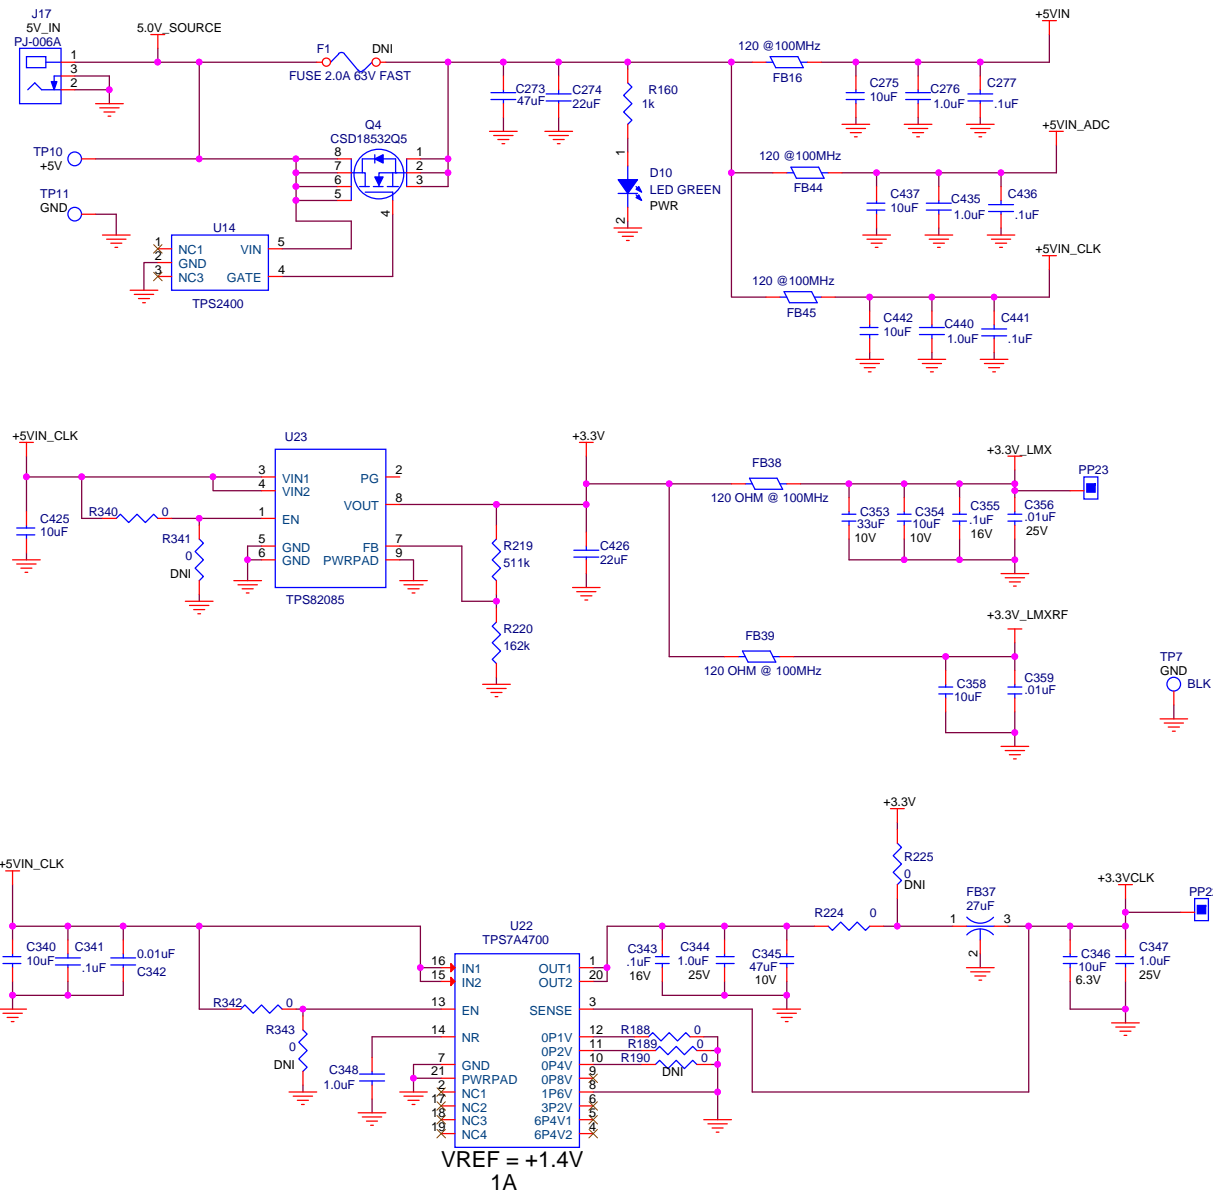 J17
5V_IN
PJ-006A
1
3
2
5.0V_SOURCE
F1
DNI
FUSE 2.0A 63V FAST
TP10
+5V
TP11
GND
Q4
CSD18532Q5
8
7
6
5
1
2
3
4
U14
1
2
3
NC1
GND
NC3
VIN
GATE
5
4
TPS2400
C273
47uF
C274
22uF
R160
1k
1
D10
LED GREEN
PWR
2
120 @100MHz
FB16
+5VIN
C275
10uF
C276
1.0uF
C277
.1uF
+5VIN_ADC
120 @100MHz
FB44
C437
10uF
C435
1.0uF
C436
.1uF
+5VIN_CLK
120 @100MHz
FB45
C442
10uF
C440
1.0uF
C441
.1uF
+5VIN_CLK
C425
10uF
R340
0
R341
0
DNI
U23
3
4
1
5
6
VIN1
VIN2
EN
GND
GND
PG
VOUT
FB
PWRPAD
2
8
7
9
TPS82085
R219
511k
R220
162k
+3.3V
C426
22uF
FB38
120 OHM @ 100MHz
+3.3V_LMX
PP23
C353
33uF
10V
C354
10uF
10V
C355
.1uF
16V
C356
.01uF
25V
FB39
120 OHM @ 100MHz
+3.3V_LMXRF
C358
10uF
C359
.01uF
TP7
GND
BLK
+5VIN_CLK
C340
10uF
C341
.1uF
0.01uF
C342
R342
0
R343
0
DNI
C348
1.0uF
U22
TPS7A4700
16
15
13
14
7
21
2
17
18
19
IN1
IN2
EN
NR
GND
PWRPAD
NC1
NC2
NC3
NC4
OUT1
OUT2
SENSE
0P1V
0P2V
0P4V
0P8V
1P6V
3P2V
6P4V1
6P4V2
1
20
3
12
11
10
9
8
6
5
4
VREF = +1.4V
1A
R188
0
R189
0
R190
0
DNI
C343
.1uF
16V
C344
1.0uF
25V
C345
47uF
10V
R224
0
+3.3V
R225
0
DNI
FB37
27uF
1
3
2
+3.3VCLK
PP2
C346
10uF
6.3V
C347
1.0uF
25V